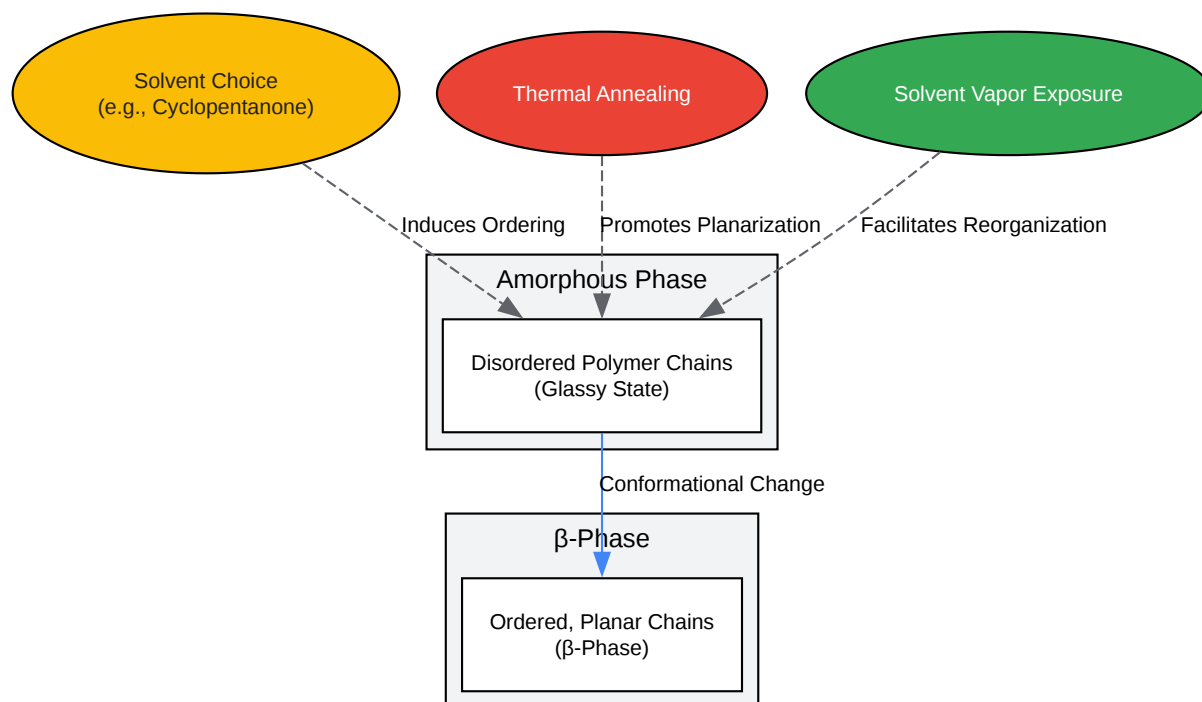 Solvent Choice
(e.g., Cyclopentanone)
Thermal Annealing
Solvent Vapor Exposure
Induces Ordering
Promotes Planarization
Facilitates Reorganization
Amorphous Phase
Disordered Polymer Chains
(Glassy State)
Conformational Change
β-Phase
Ordered, Planar Chains
(β-Phase)